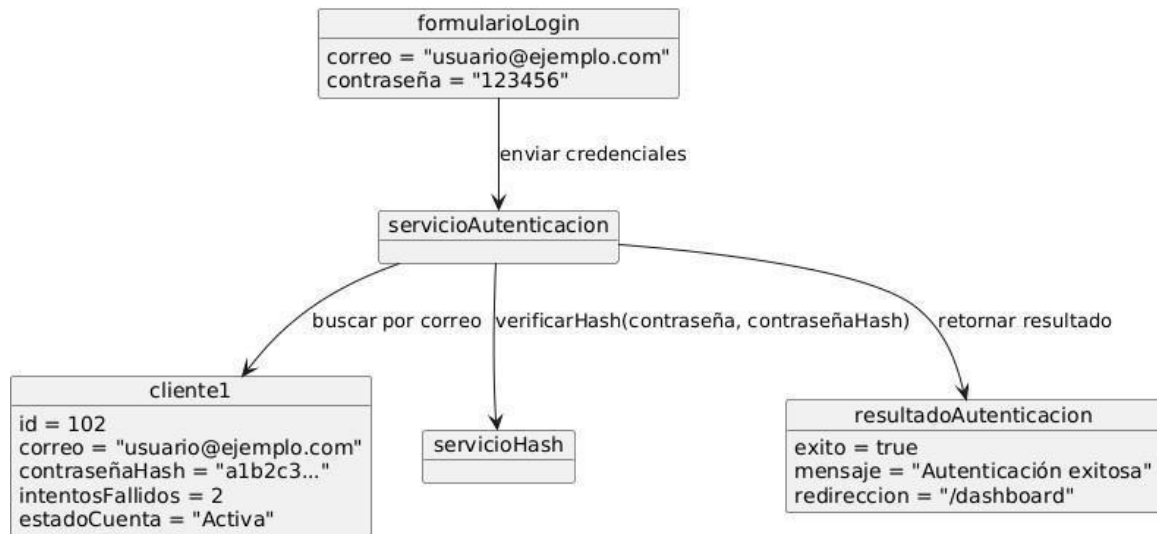 formularioLogin
correo = "usuario@ejemplo.com"
contraseña = "123456"
enviar credenciales
servicioAutenticacion
buscar por correo
verificarHash(contraseña, contraseñaHash)
retornar resultado
cliente1
id = 102
correo = "usuario@ejemplo.com"
contraseñaHash = "a1b2c3..."
intentosFallidos = 2
estadoCuenta = "Activa"
servicioHash
resultadoAutenticacion
exito = true
mensaje = "Autenticación exitosa"
redireccion = "/dashboard"